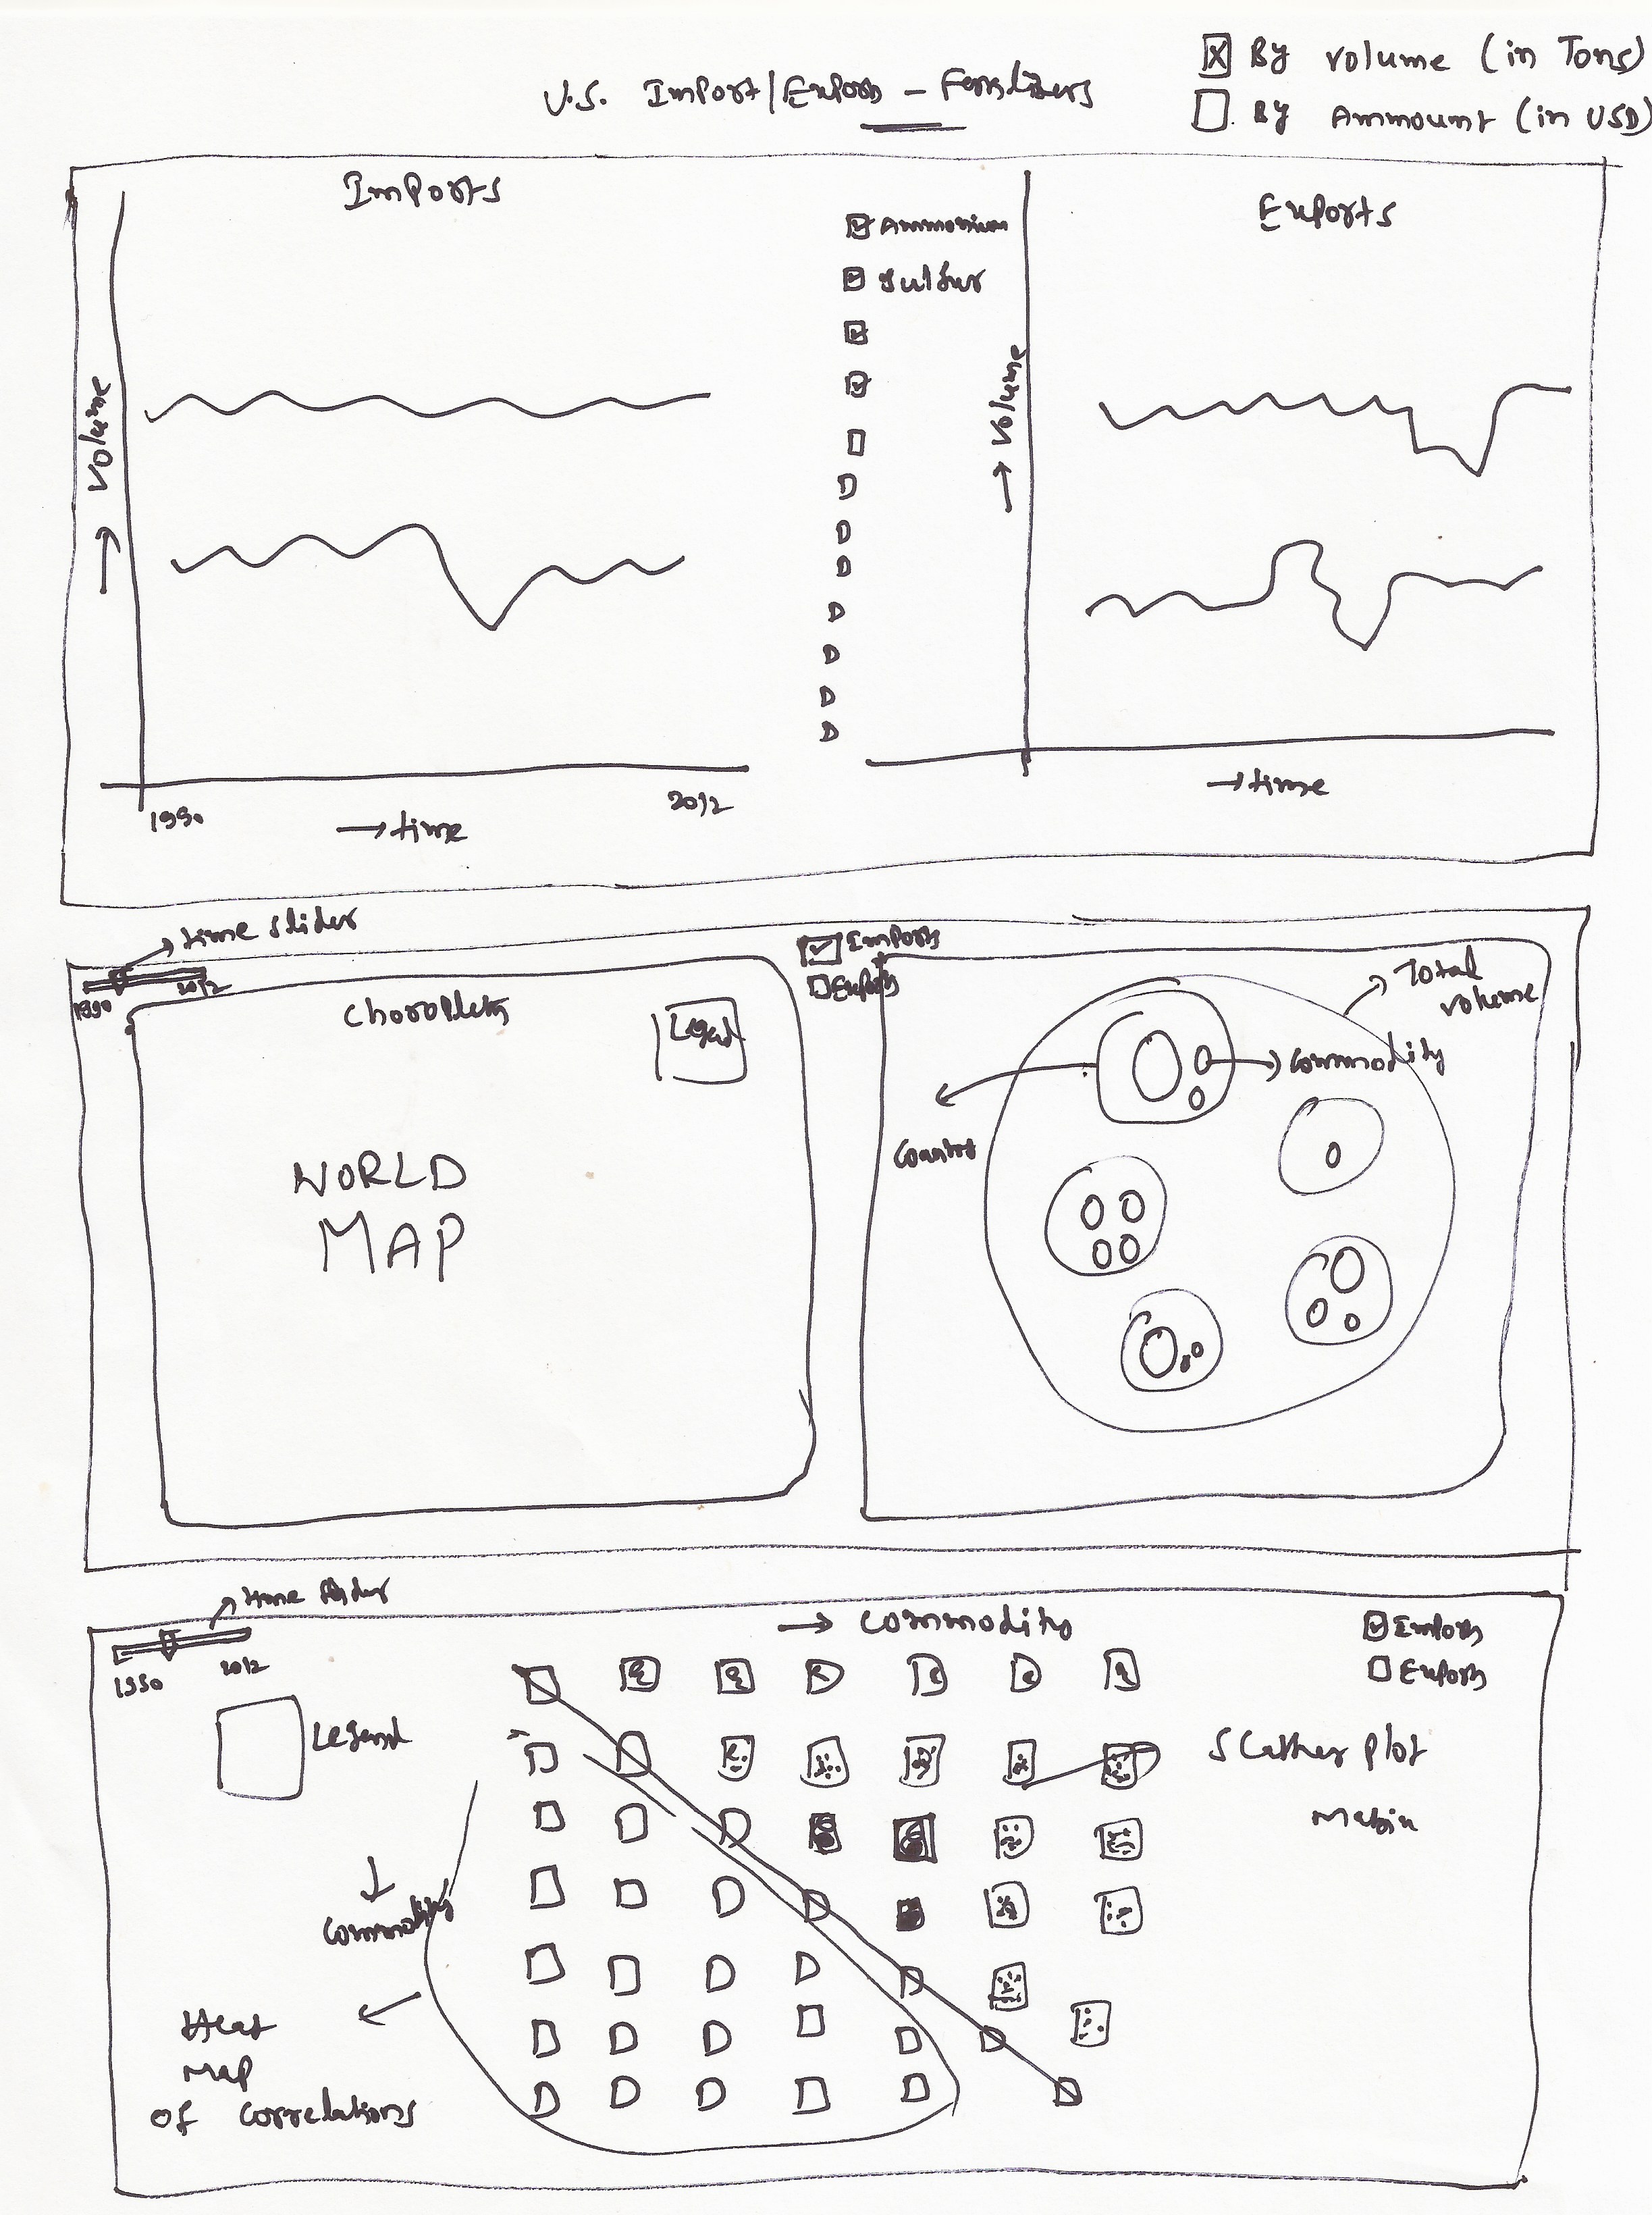 U.S. Import/Exports - Fertilizers
☒ By volume (in Tons)
☐ By Ammount (in USD)
Imports
Exports
Ammonium
Sulfur
→ Volume
→ Volume
1990
2012
→ time
→ time
→ time slider
1990
2012
Choropleth
Legend
WORLD
MAP
Imports
Exports
Total
volume
Commodity
Country
time slider
1990
2012
→ Commodity
Imports
Exports
Legend
Scatter plot
Matrix
Commodity
Heat
Map
of correlations